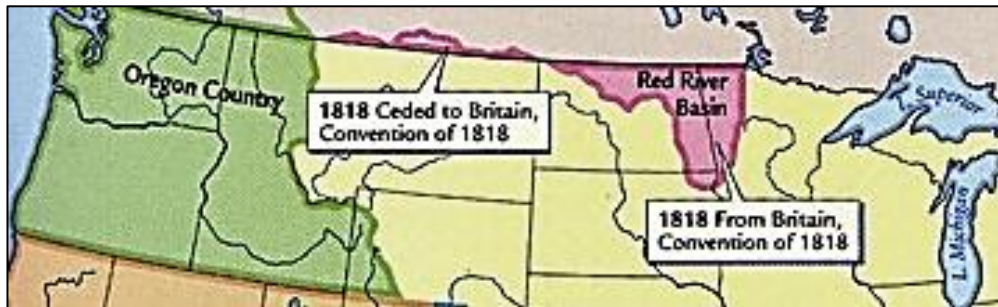 Oregon Country
1818 Ceded to Britain,
Convention of 1818
Red River
Basin
Superior
1818 From Britain,
Convention of 1818
L. Michigan